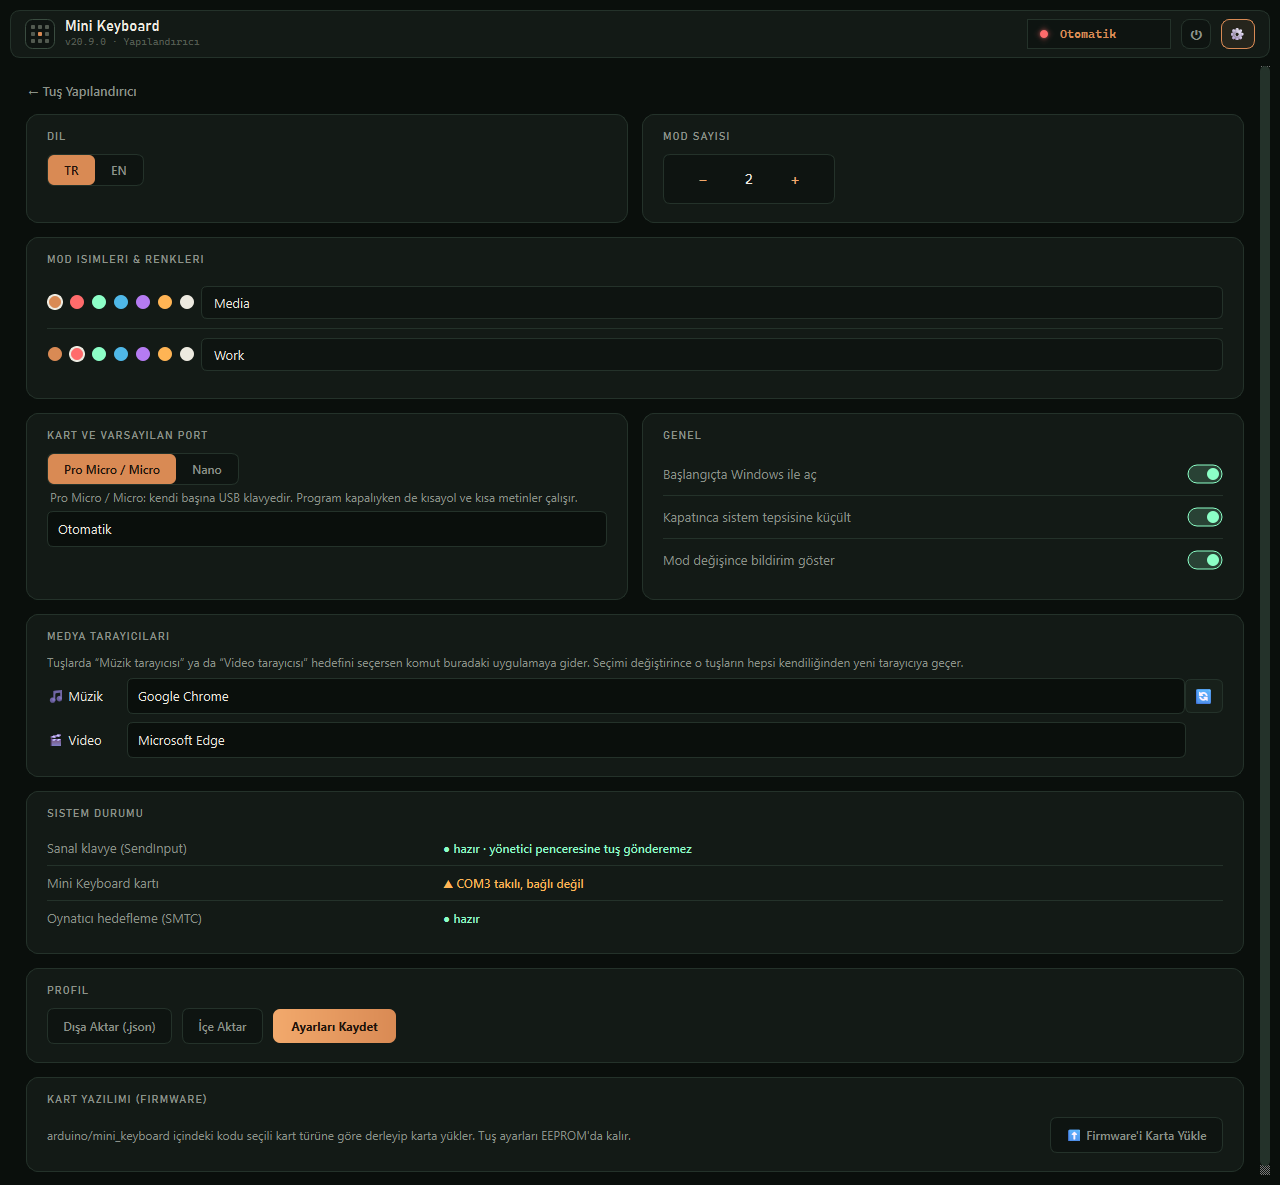 Mini Keyboard
v20.9.0 · Yapılandırıcı
Otomatik
← Tuş Yapılandırıcı
DIL
TR EN
MOD SAYISI
− 2 +
MOD ISIMLERI & RENKLERI
Media
Work
KART VE VARSAYILAN PORT
Pro Micro / Micro Nano
Pro Micro / Micro: kendi başına USB klavyedir. Program kapalıyken de kısayol ve kısa metinler çalışır.
Otomatik
GENEL
Başlangıçta Windows ile aç
Kapatınca sistem tepsisine küçült
Mod değişince bildirim göster
MEDYA TARAYICILARI
Tuşlarda “Müzik tarayıcısı” ya da “Video tarayıcısı” hedefini seçersen komut buradaki uygulamaya gider. Seçimi değiştirince o tuşların hepsi kendiliğinden yeni tarayıcıya geçer.
Müzik Google Chrome
Video Microsoft Edge
SISTEM DURUMU
Sanal klavye (SendInput) ● hazır · yönetici penceresine tuş gönderemez
Mini Keyboard kartı ▲ COM3 takılı, bağlı değil
Oynatıcı hedefleme (SMTC) ● hazır
PROFIL
Dışa Aktar (.json) İçe Aktar Ayarları Kaydet
KART YAZILIMI (FIRMWARE)
arduino/mini_keyboard içindeki kodu seçili kart türüne göre derleyip karta yükler. Tuş ayarları EEPROM'da kalır.
Firmware'i Karta Yükle